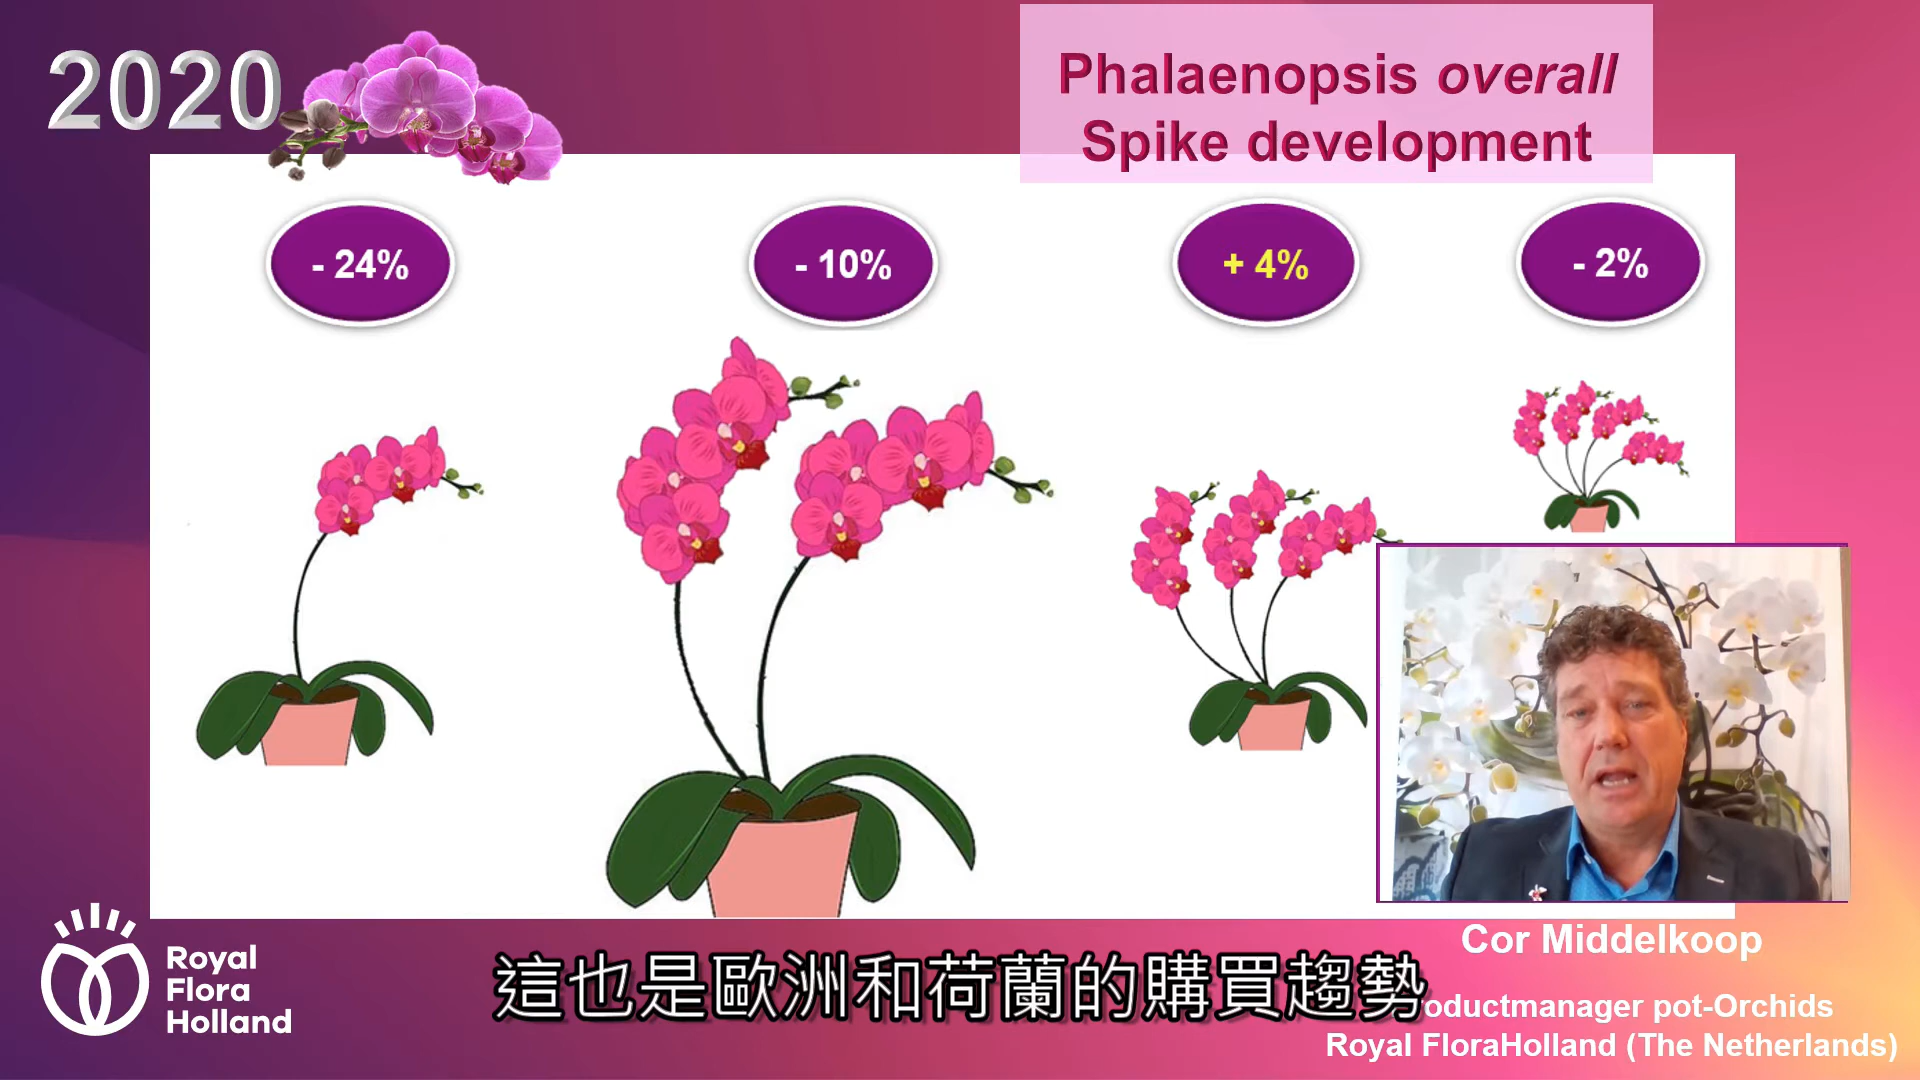 2020
Phalaenopsis overall
Spike development
- 24%
- 10%
+ 4%
- 2%
Cor Middelkoop
這也是歐洲和荷蘭的購買趨勢
oductmanager pot-Orchids
Royal FloraHolland (The Netherlands)
Royal
Flora
Holland